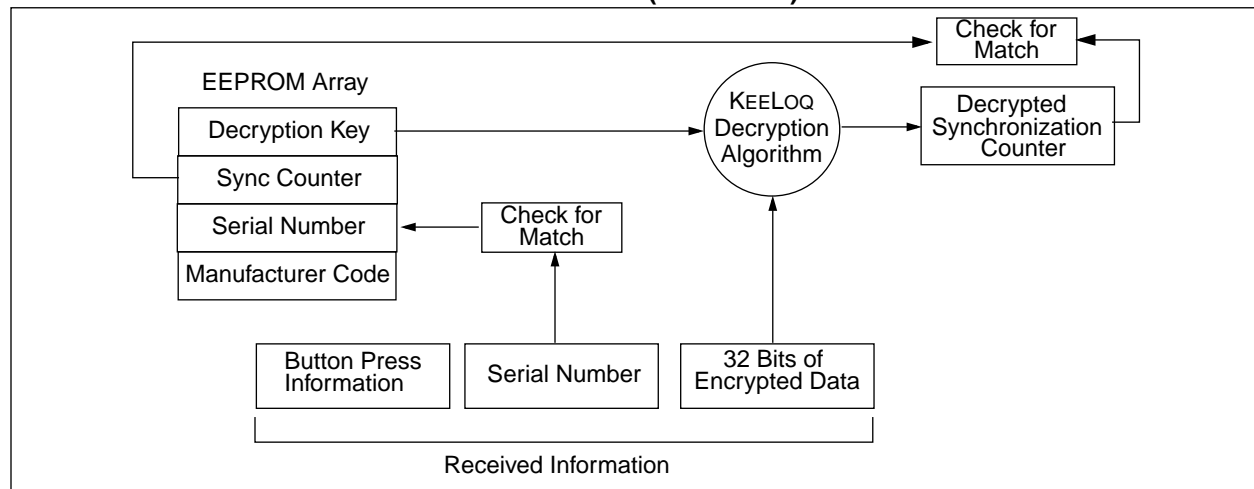 Check for
Match
EEPROM Array
Decryption Key
Sync Counter
Serial Number
Manufacturer Code
KEELOQ
Decryption
Algorithm
Decrypted
Synchronization
Counter
Check for
Match
Button Press
Information
Serial Number
32 Bits of
Encrypted Data
Received Information